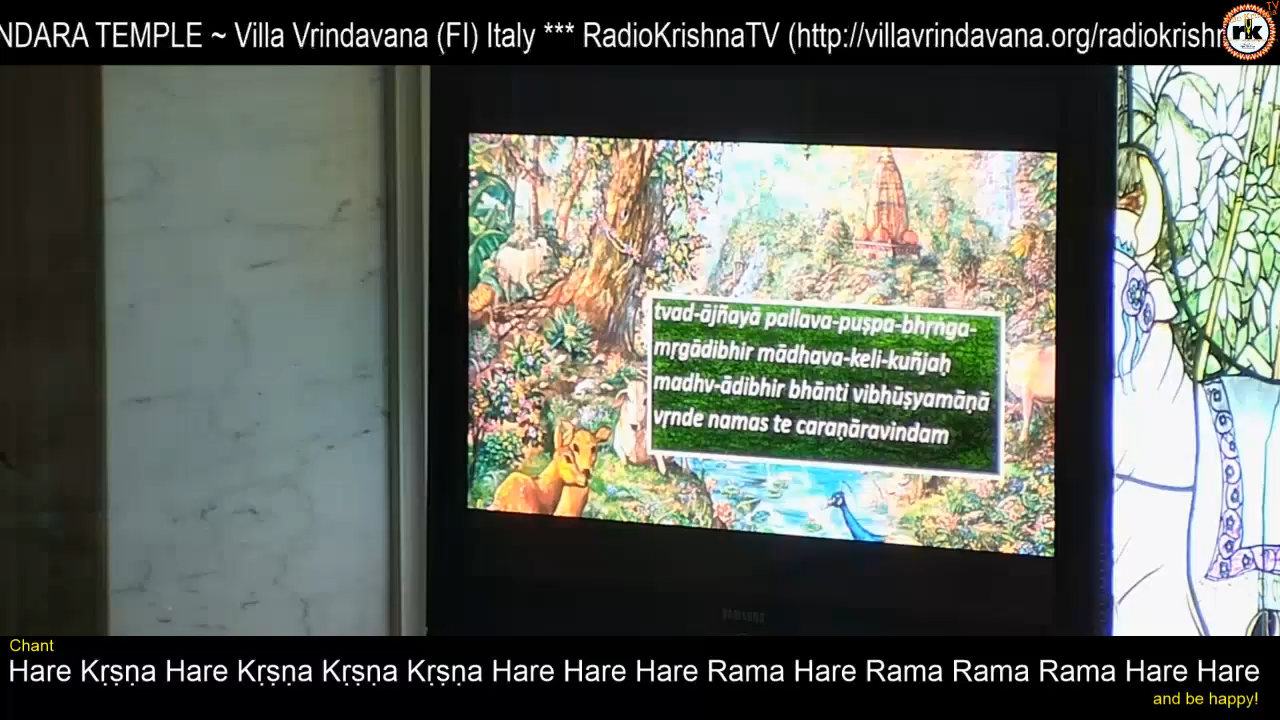 NDARA TEMPLE ~ Villa Vrindavana (FI) Italy *** RadioKrishnaTV (http://villavrindavana.org/radiokrishn
TV
rk
tvad-ājñayā pallava-puṣpa-bhṛṅga-
mṛgādibhir mādhava-keli-kuñjaḥ
madhv-ādibhir bhānti vibhūṣyamāṇā
vṛnde namas te caraṇāravindam
SAMSUNG
Chant
Hare Kṛṣṇa Hare Kṛṣṇa Kṛṣṇa Kṛṣṇa Hare Hare Hare Rama Hare Rama Rama Rama Hare Hare
and be happy!